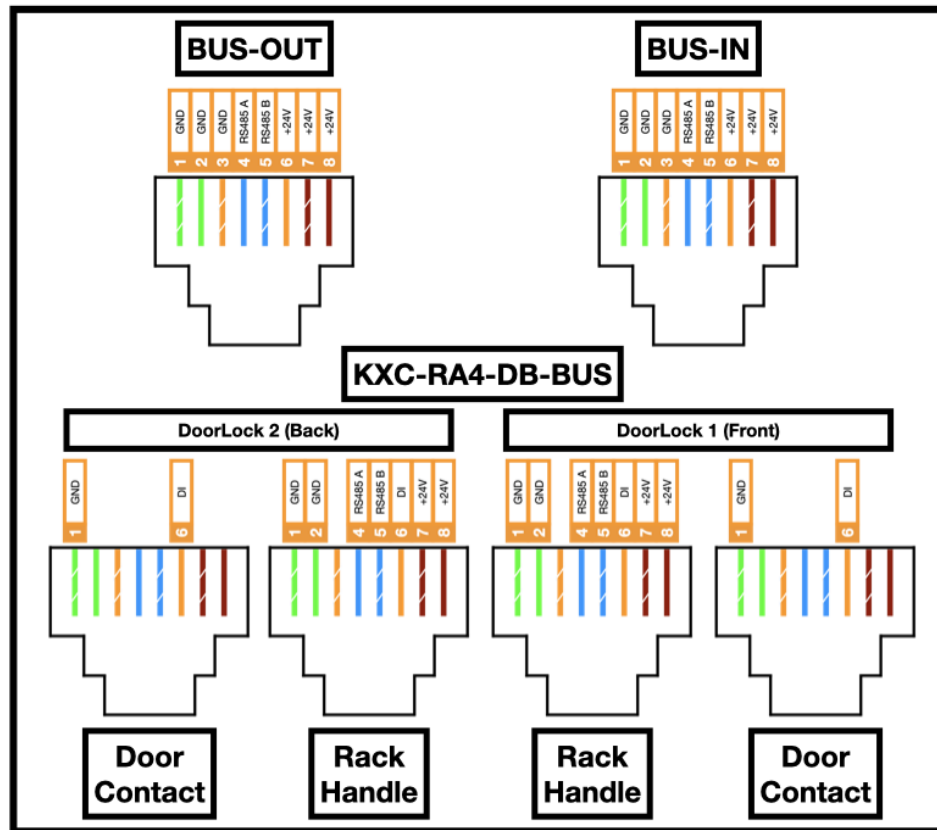 BUS-OUT
BUS-IN
GND GND GND RS485 A RS485 B +24V +24V +24V
1 2 3 4 5 6 7 8
GND GND GND RS485 A RS485 B +24V +24V +24V
1 2 3 4 5 6 7 8
KXC-RA4-DB-BUS
DoorLock 2 (Back)
DoorLock 1 (Front)
GND DI
1 6
GND GND RS485 A RS485 B DI +24V +24V
1 2 4 5 6 7 8
GND GND RS485 A RS485 B DI +24V +24V
1 2 4 5 6 7 8
GND DI
1 6
Door
Contact
Rack
Handle
Rack
Handle
Door
Contact